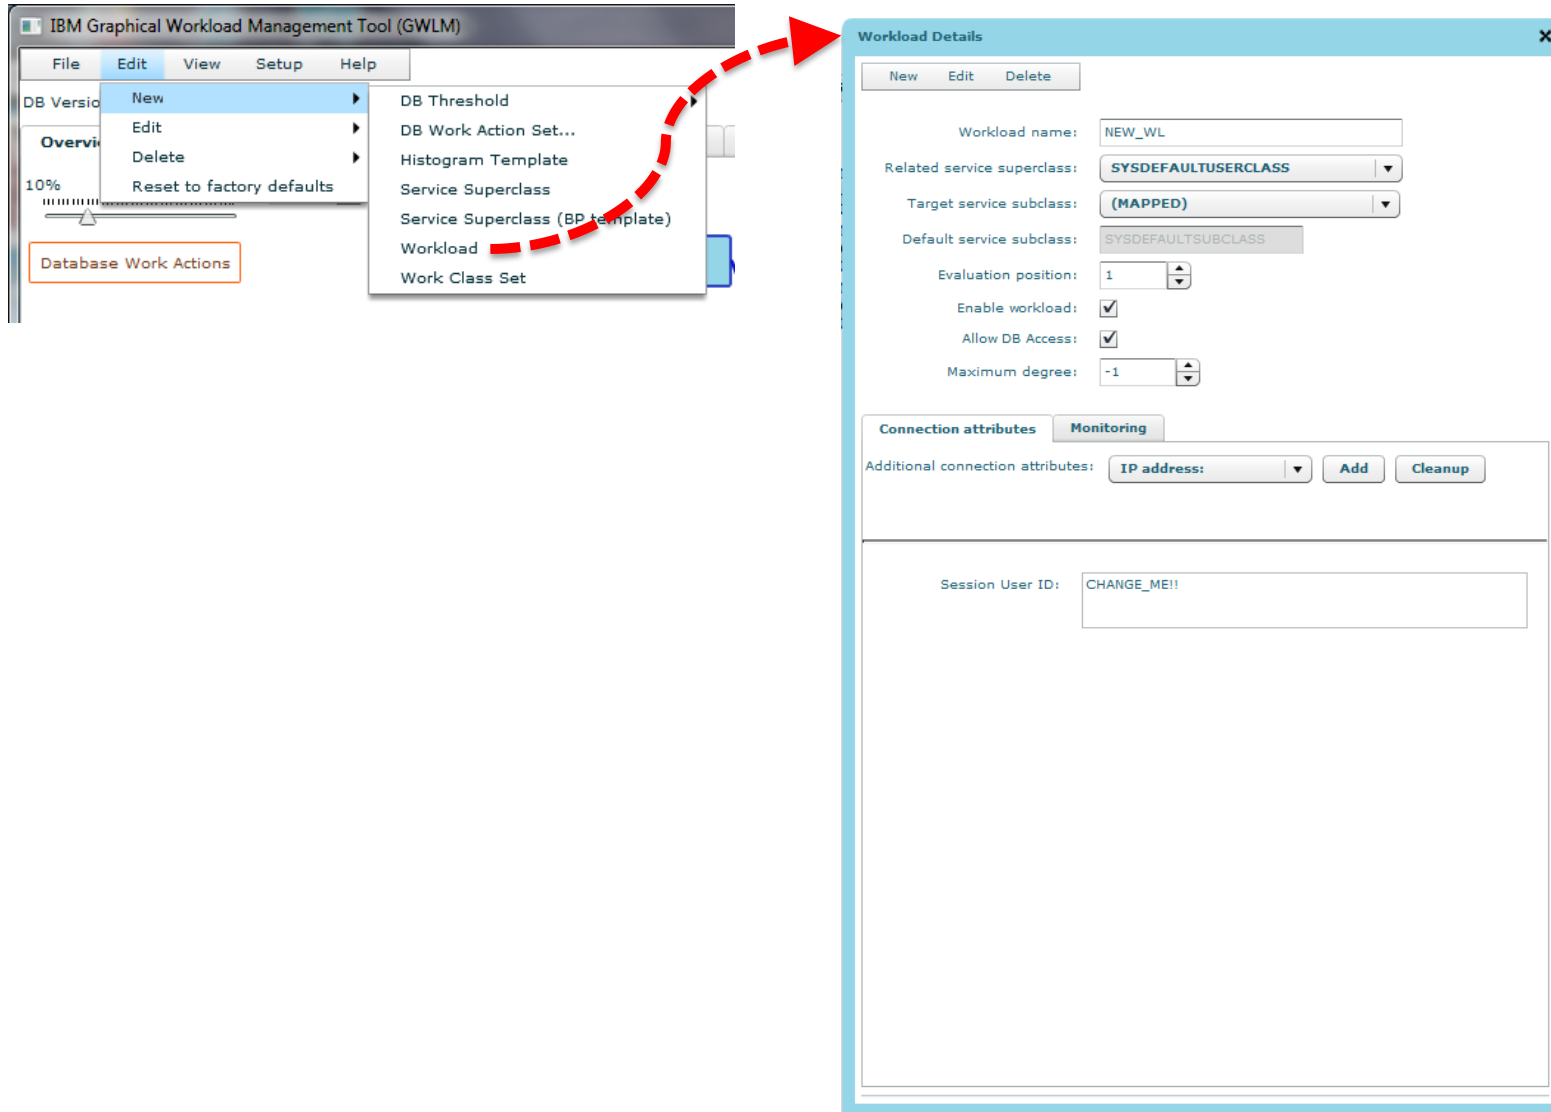 IBM Graphical Workload Management Tool (GWLM)
File Edit View Setup Help
DB Versio
New
Edit
Delete
Reset to factory defaults
Overvi
10%
Database Work Actions
DB Threshold
DB Work Action Set...
Histogram Template
Service Superclass
Service Superclass (BP template)
Workload
Work Class Set
Workload Details
New Edit Delete
Workload name: NEW_WL
Related service superclass: SYSDEFAULTUSERCLASS
Target service subclass: (MAPPED)
Default service subclass: SYSDEFAULTSUBCLASS
Evaluation position: 1
Enable workload:
Allow DB Access:
Maximum degree: -1
Connection attributes Monitoring
Additional connection attributes: IP address: Add Cleanup
Session User ID: CHANGE_ME!!